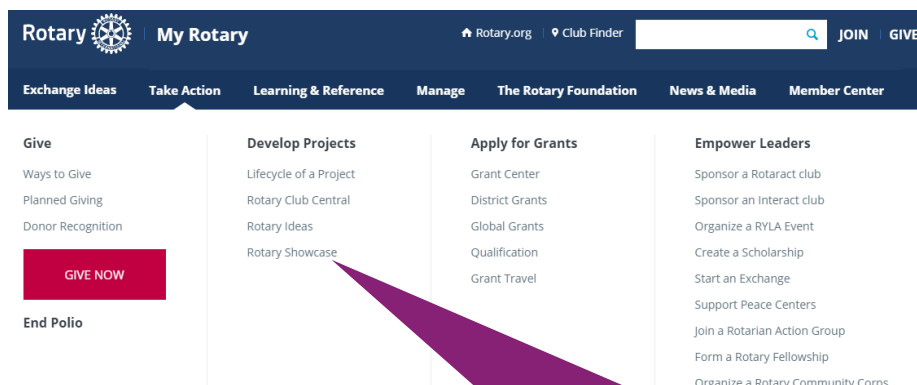 Rotary My Rotary Rotary.org Club Finder JOIN GIVE
Exchange Ideas Take Action Learning & Reference Manage The Rotary Foundation News & Media Member Center
Give
Ways to Give
Planned Giving
Donor Recognition
GIVE NOW
End Polio
Develop Projects
Lifecycle of a Project
Rotary Club Central
Rotary Ideas
Rotary Showcase
Apply for Grants
Grant Center
District Grants
Global Grants
Qualification
Grant Travel
Empower Leaders
Sponsor a Rotaract club
Sponsor an Interact club
Organize a RYLA Event
Create a Scholarship
Start an Exchange
Support Peace Centers
Join a Rotarian Action Group
Form a Rotary Fellowship
Organize a Rotary Community Corps